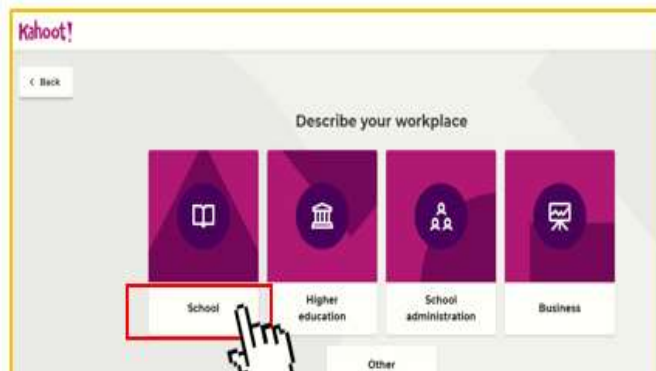 Kahoot!
< Back
Describe your workplace
School
Higher
education
School
administration
Business
Other